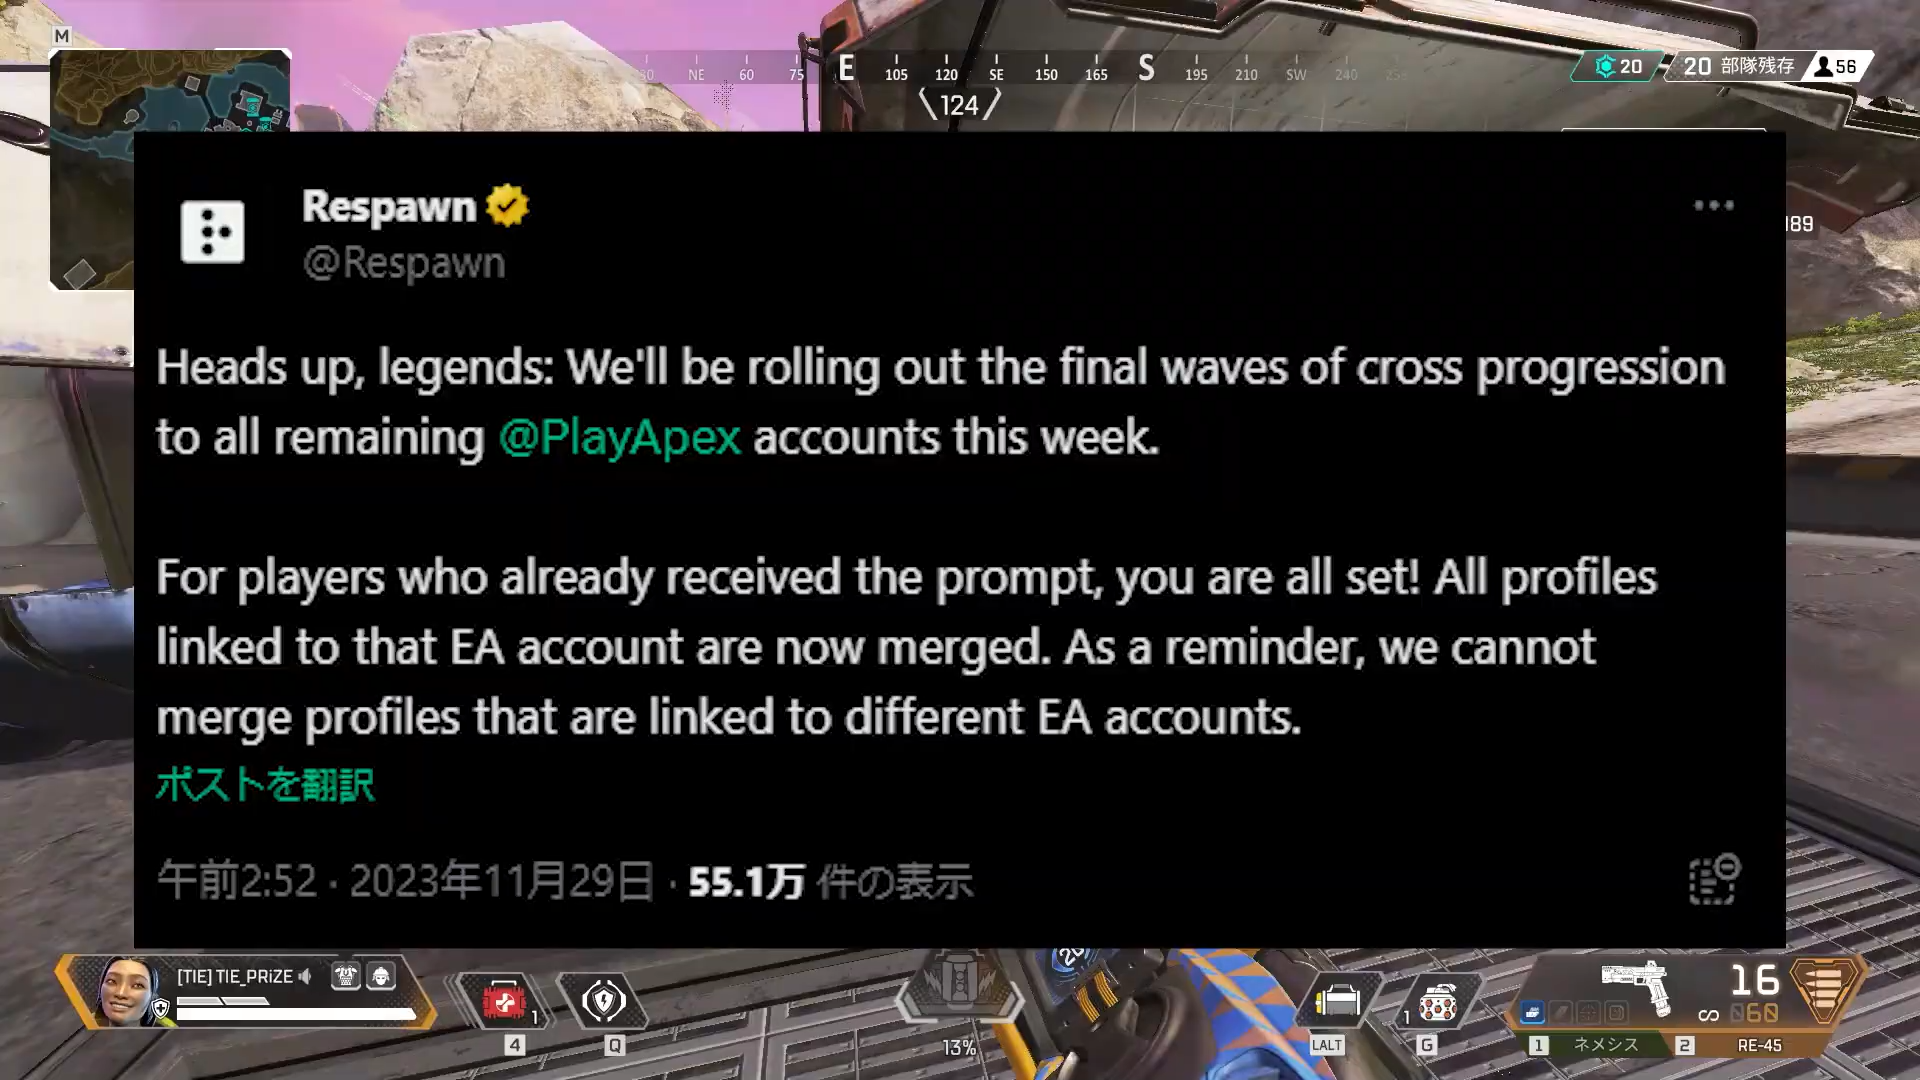 M
NE 60 75 E 105 120 SE 150 165 S 195 210 SW 240
124
20
20 部隊残存 56
Respawn
@Respawn
Heads up, legends: We'll be rolling out the final waves of cross progression
to all remaining @PlayApex accounts this week.
For players who already received the prompt, you are all set! All profiles
linked to that EA account are now merged. As a reminder, we cannot
merge profiles that are linked to different EA accounts.
ポストを翻訳
午前2:52 · 2023年11月29日 · 55.1万 件の表示
[TIE] TIE_PRiZE
1
4
Q
13%
LALT
1
G
16
∞ 060
1 ネメシス
2 RE-45